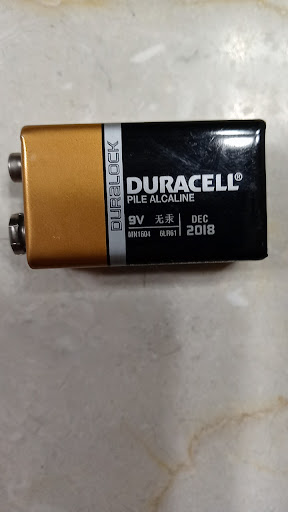 DURALOCK
DURACELL®
PILE ALCALINE
9V 无汞 DEC
MN1604 6LR61 2018